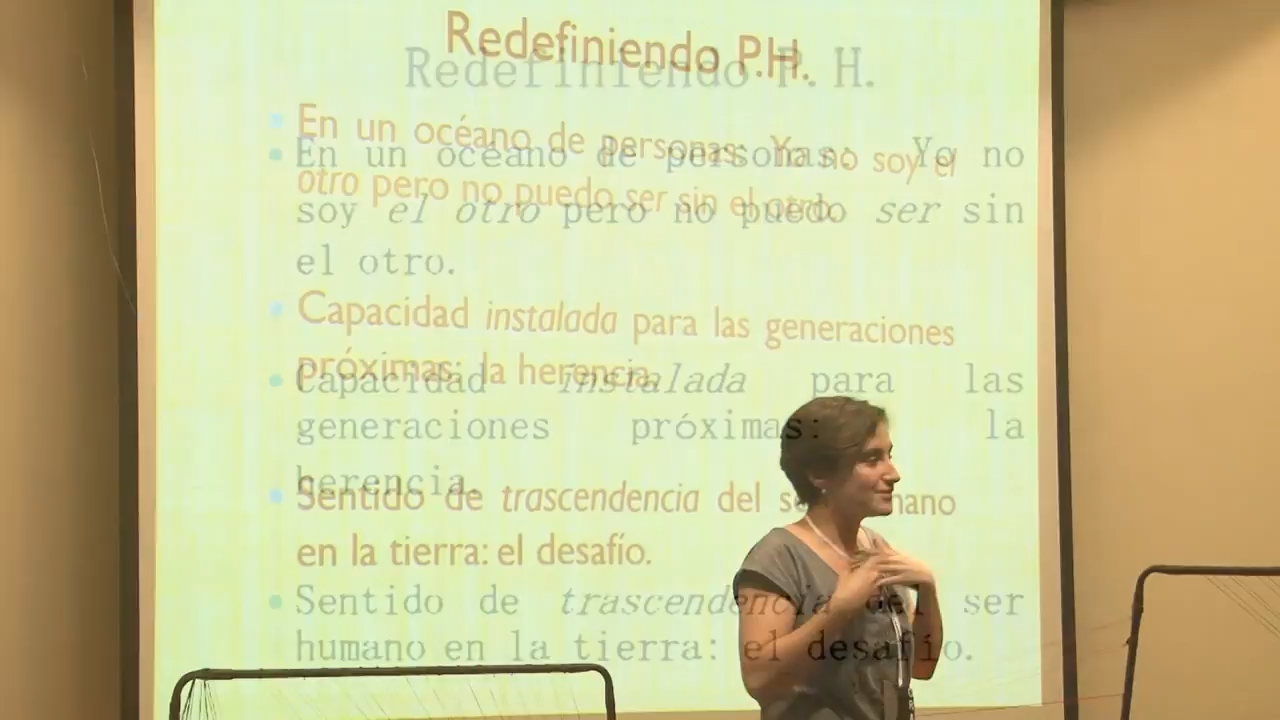 Redefiniendo P.H.
• En un océano de personas: Ya no soy el
otro pero no puedo ser sin el otro.
• Capacidad instalada para las generaciones
próximas: la herencia.
• Sentido de trascendencia del
en la tierra: el desafío.
Redefiniendo P. H.
• En un océano de personas: Yo no
soy el otro pero no puedo ser sin
el otro.
• Capacidad instalada para las
generaciones próximas: la
herencia.
• Sentido de trascendencia del ser
humano en la tierra: el desafío.